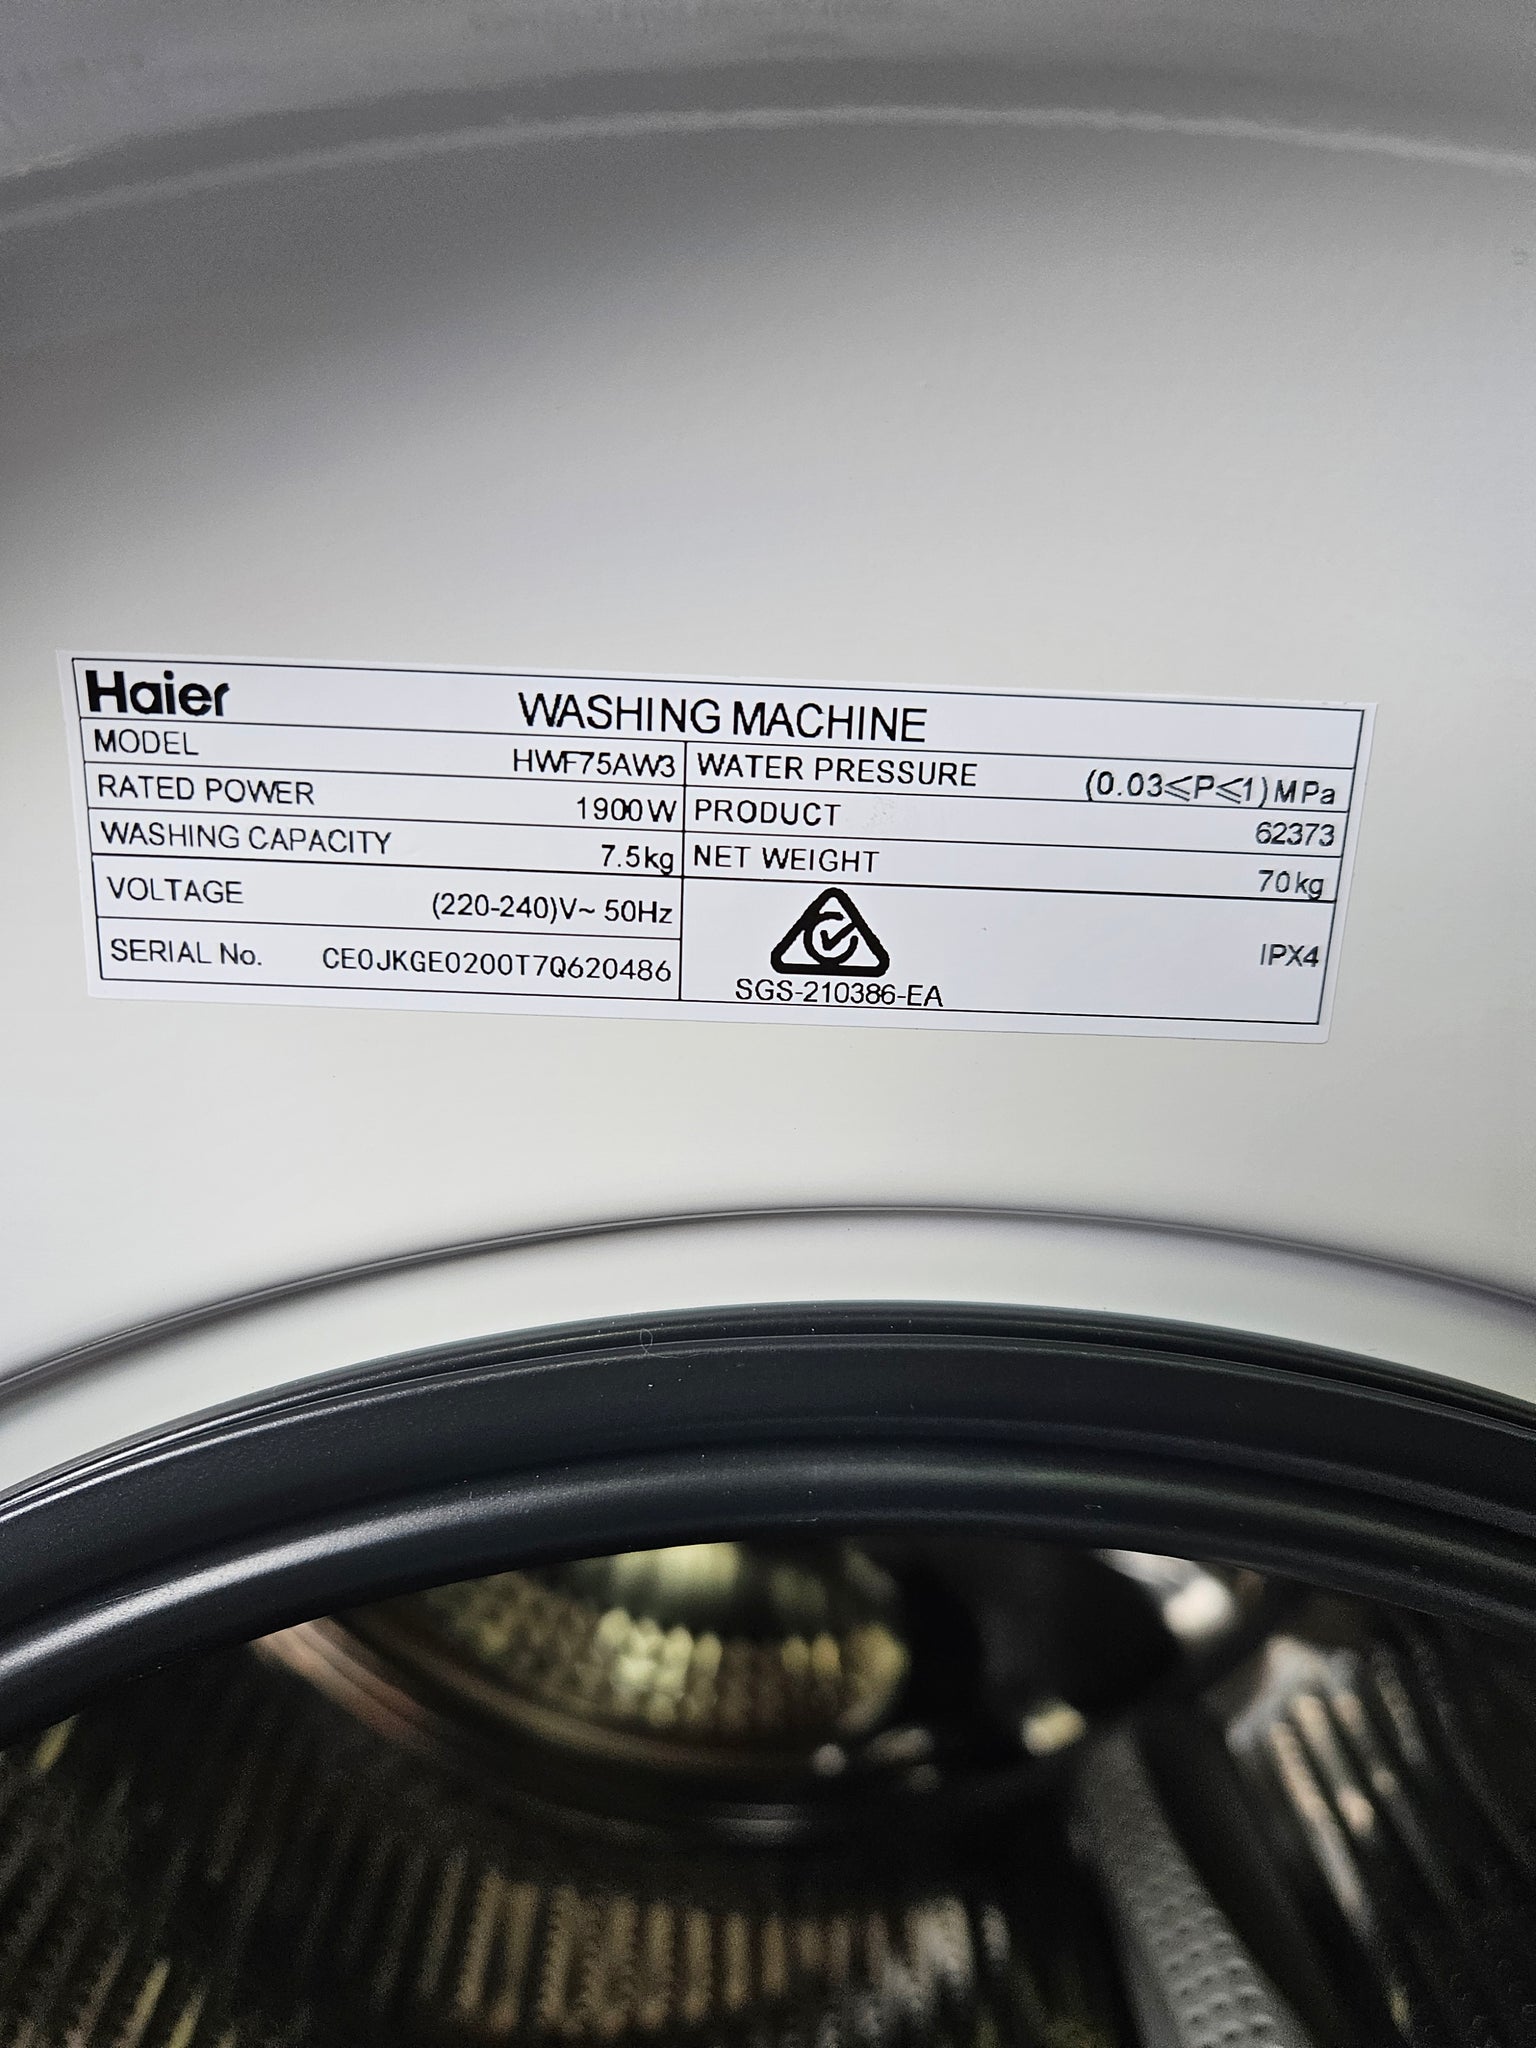 Haier WASHING MACHINE
MODEL HWF75AW3 WATER PRESSURE (0.03≤P≤1)MPa
RATED POWER 1900W PRODUCT 62373
WASHING CAPACITY 7.5kg NET WEIGHT 70kg
VOLTAGE (220-240)V~ 50Hz
IPX4
SERIAL No. CE0JKGE0200T7Q620486
SGS-210386-EA